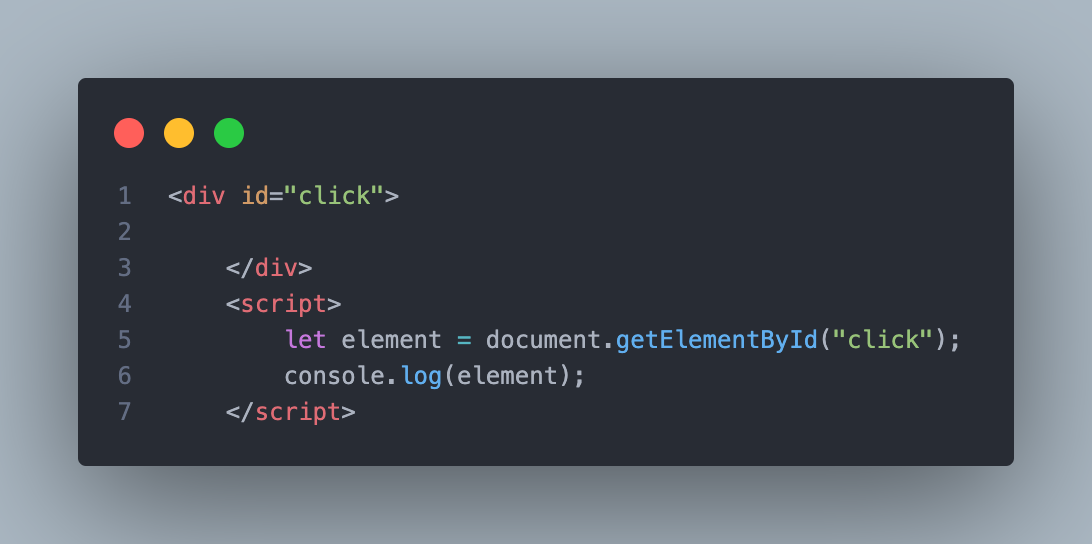 1 <div id="click">
2
3 </div>
4 <script>
5 let element = document.getElementById("click");
6 console.log(element);
7 </script>